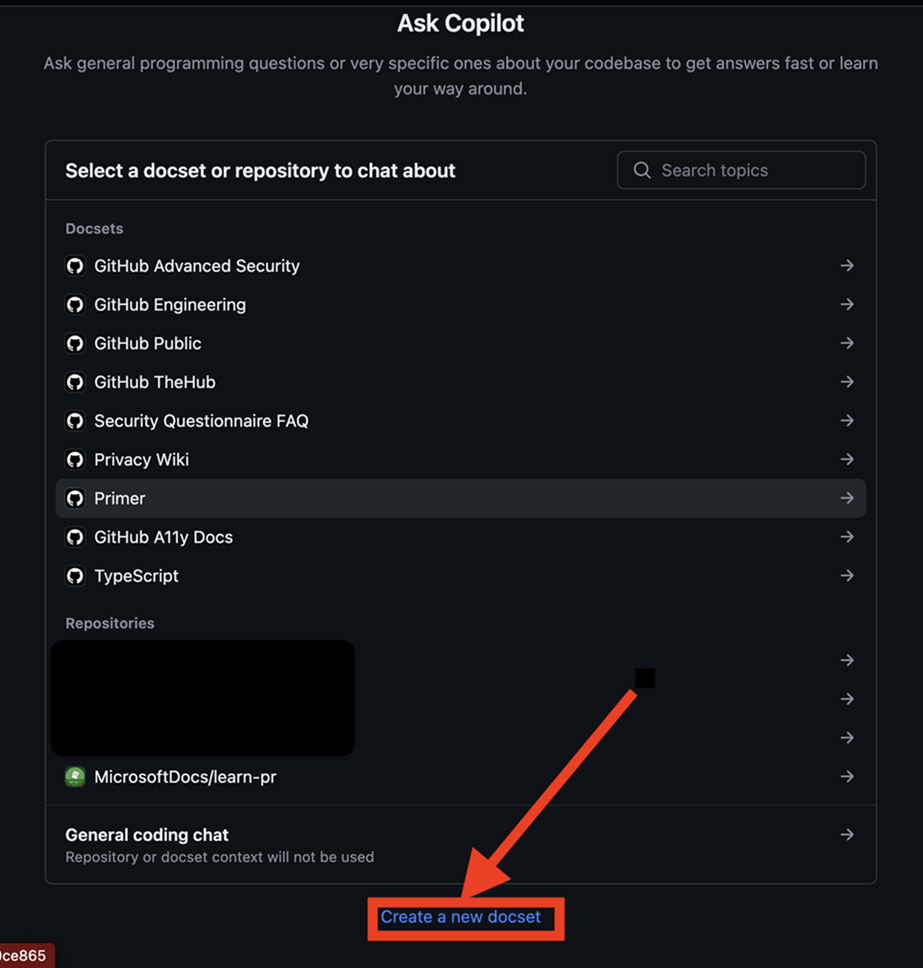 Ask Copilot
Ask general programming questions or very specific ones about your codebase to get answers fast or learn
your way around.
Select a docset or repository to chat about
Search topics
Docsets
GitHub Advanced Security
GitHub Engineering
GitHub Public
GitHub TheHub
Security Questionnaire FAQ
Privacy Wiki
Primer
GitHub A11y Docs
TypeScript
Repositories
MicrosoftDocs/learn-pr
General coding chat
Repository or docset context will not be used
Create a new docset
ce865